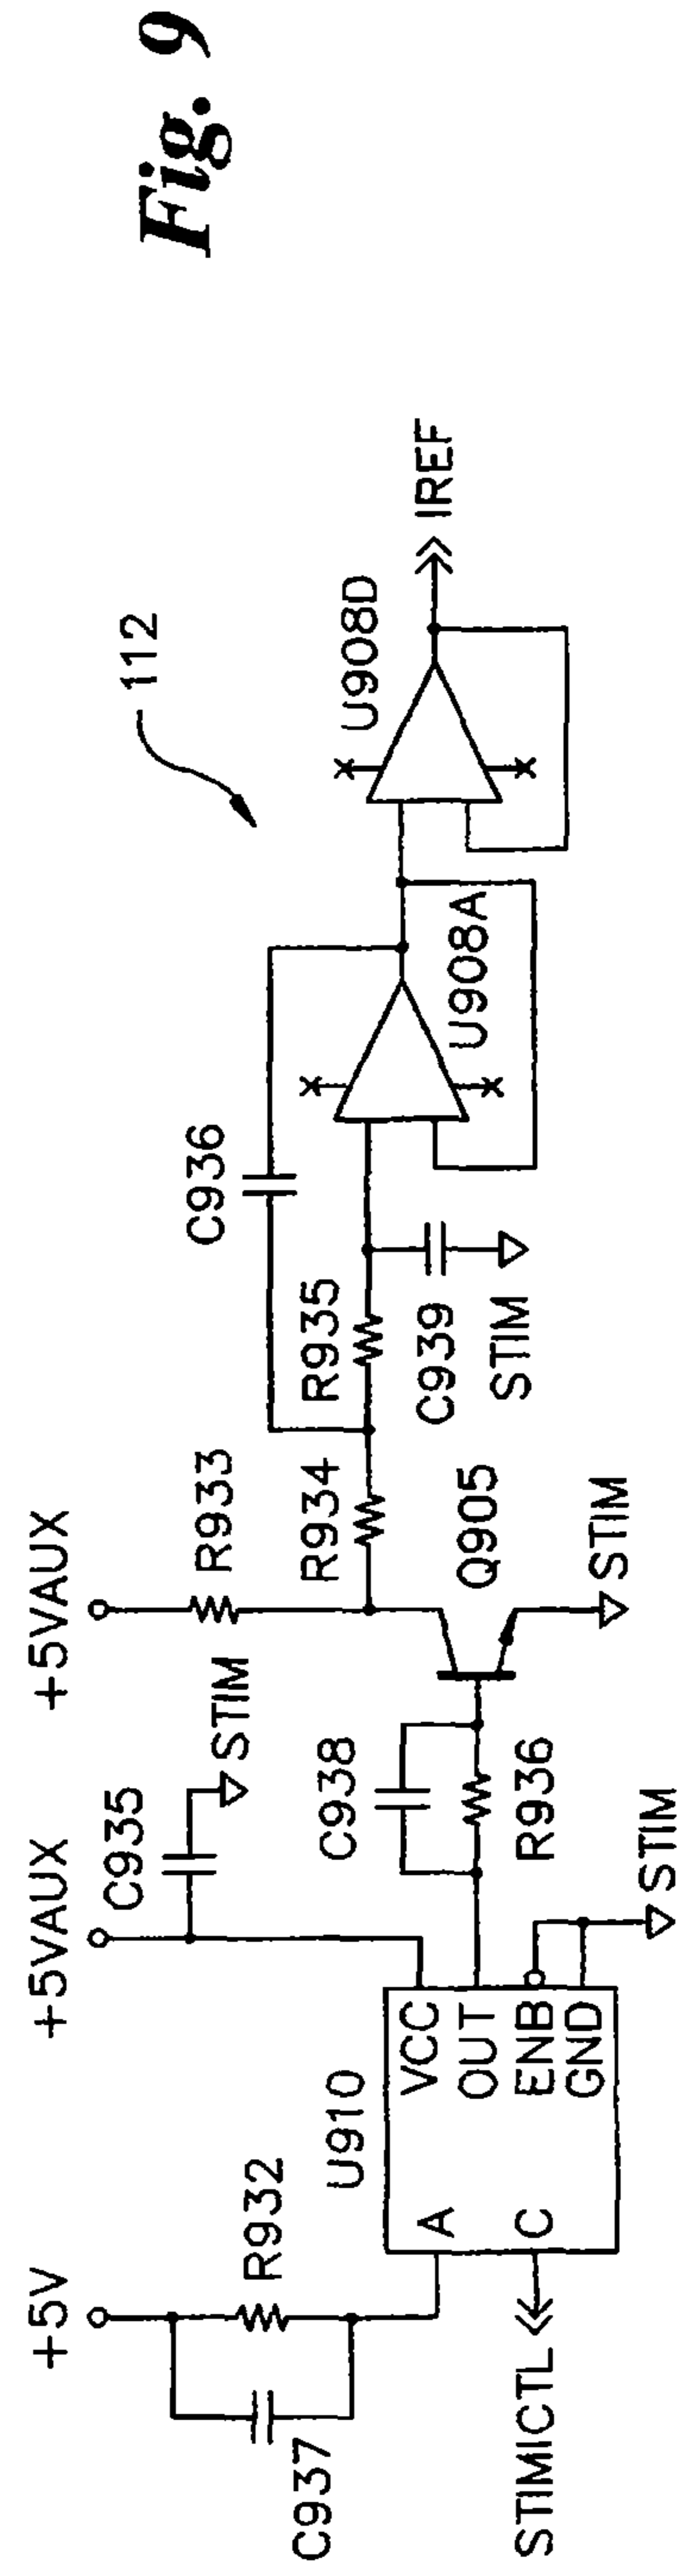 Fig. 9
112
+5V
C937
R932
STIMICTL
U910
A
C
VCC
OUT
ENB
GND
STIM
+5VAUX
C935
STIM
C938
R936
+5VAUX
R933
Q905
STIM
R934
R935
C936
C939
STIM
U908A
U908D
IREF